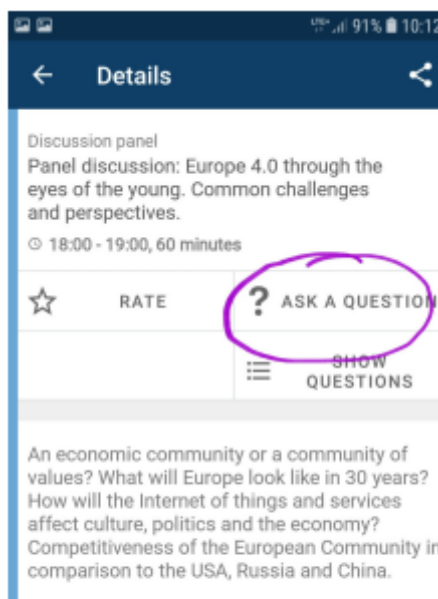 91% 10:12
Details
Discussion panel
Panel discussion: Europe 4.0 through the
eyes of the young. Common challenges
and perspectives.
18:00 - 19:00, 60 minutes
RATE
? ASK A QUESTION
SHOW
QUESTIONS
An economic community or a community of
values? What will Europe look like in 30 years?
How will the Internet of things and services
affect culture, politics and the economy?
Competitiveness of the European Community in
comparison to the USA, Russia and China.